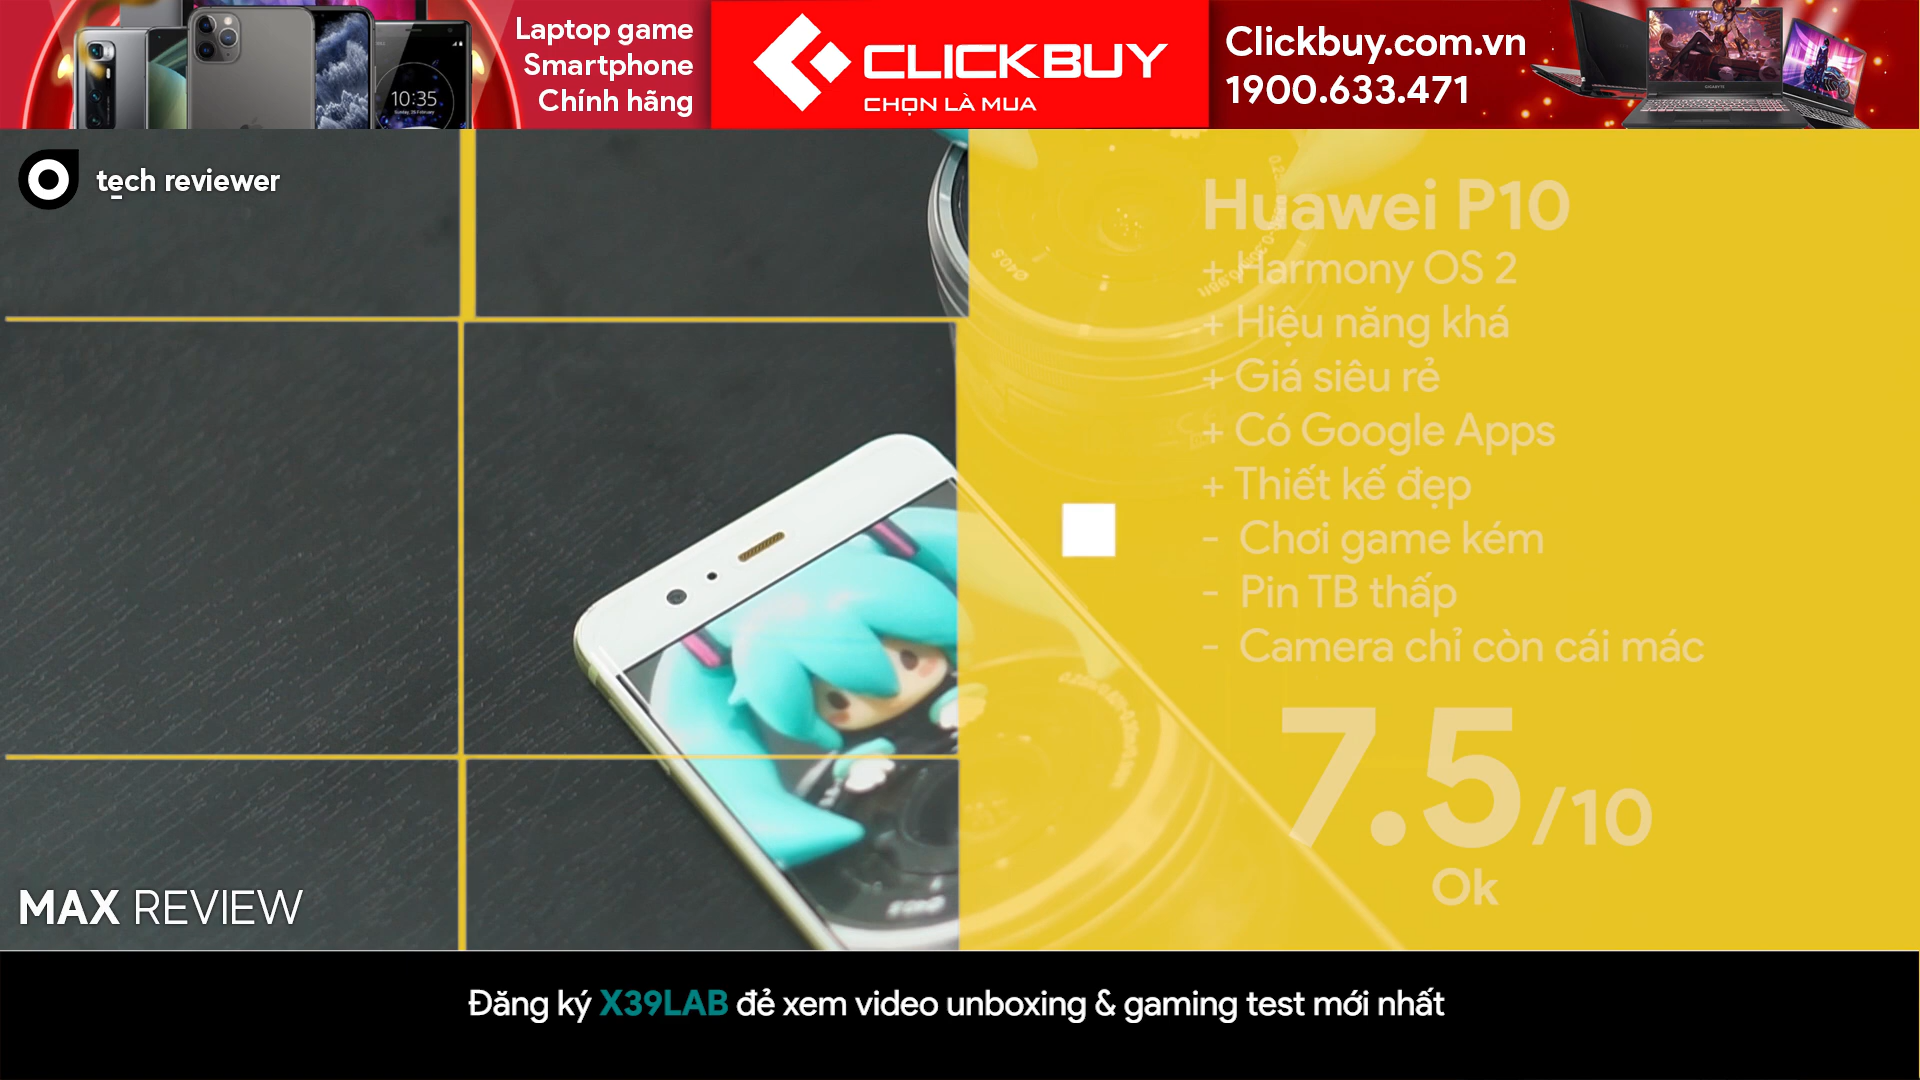 Laptop game
Smartphone
Chính hãng
CLICKBUY
CHỌN LÀ MUA
Clickbuy.com.vn
1900.633.471
10:35
tech reviewer
Huawei P10
+ Harmony OS 2
+ Hiệu năng khá
+ Giá siêu rẻ
+ Có Google Apps
+ Thiết kế đẹp
- Chơi game kém
- Pin TB thấp
- Camera chỉ còn cái mác
7.5/10
Ok
MAX REVIEW
Đăng ký X39LAB đẻ xem video unboxing & gaming test mới nhất